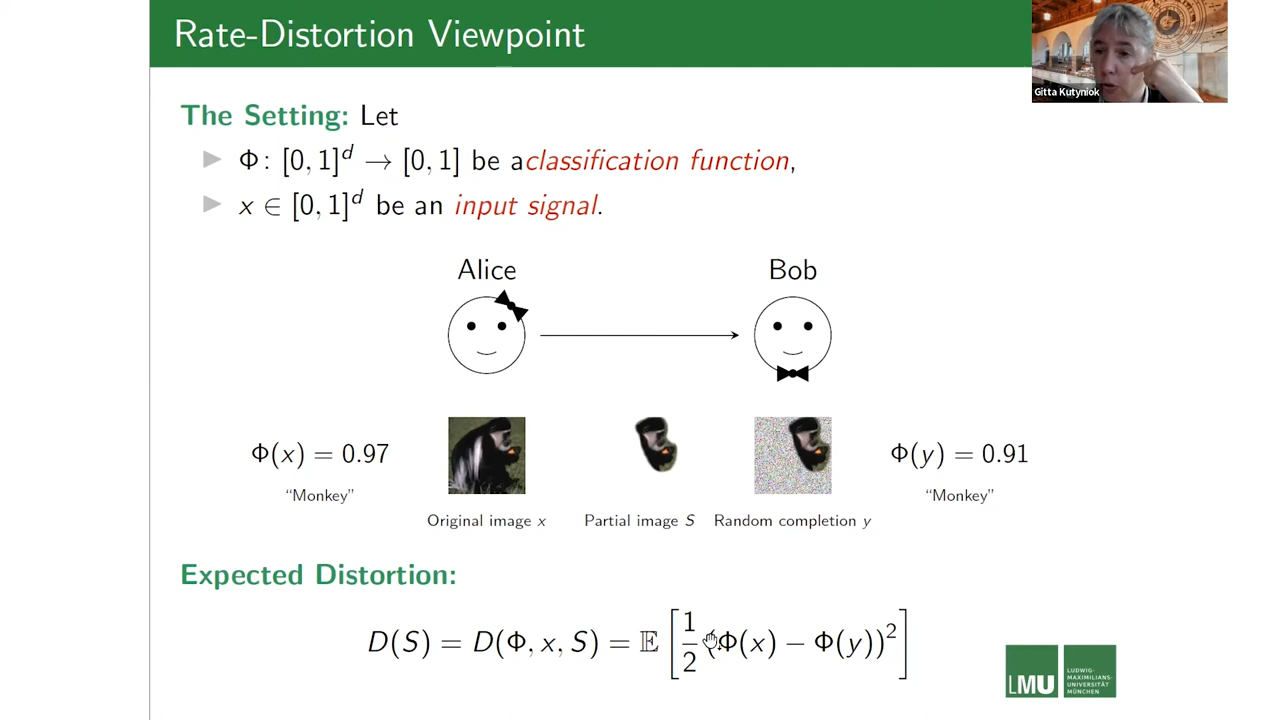 Rate-Distortion Viewpoint
Gitta Kutyniok
The Setting: Let
Φ: [0, 1]^d → [0, 1] be aclassification function,
x ∈ [0, 1]^d be an input signal.
Alice Bob
Φ(x) = 0.97
"Monkey"
Φ(y) = 0.91
"Monkey"
Original image x Partial image S Random completion y
Expected Distortion:
D(S) = D(Φ, x, S) = 𝔼 [ 1/2 (Φ(x) − Φ(y))^2 ]
LMU
LUDWIG-
MAXIMILIANS-
UNIVERSITÄT
MÜNCHEN